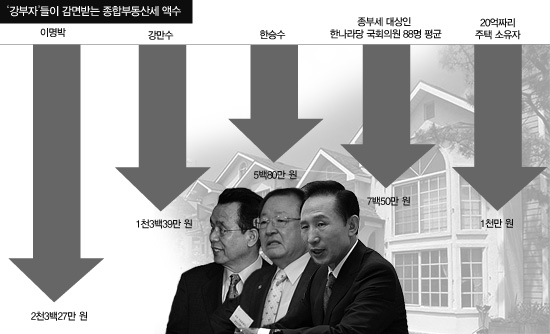 '강부자'들이 감면받는 종합부동산세 액수
이명박
강만수
한승수
종부세 대상인
한나라당 국회의원 88명 평균
20억짜리
주택 소유자
5백80만 원
7백50만 원
1천3백39만 원
1천만 원
2천3백27만 원